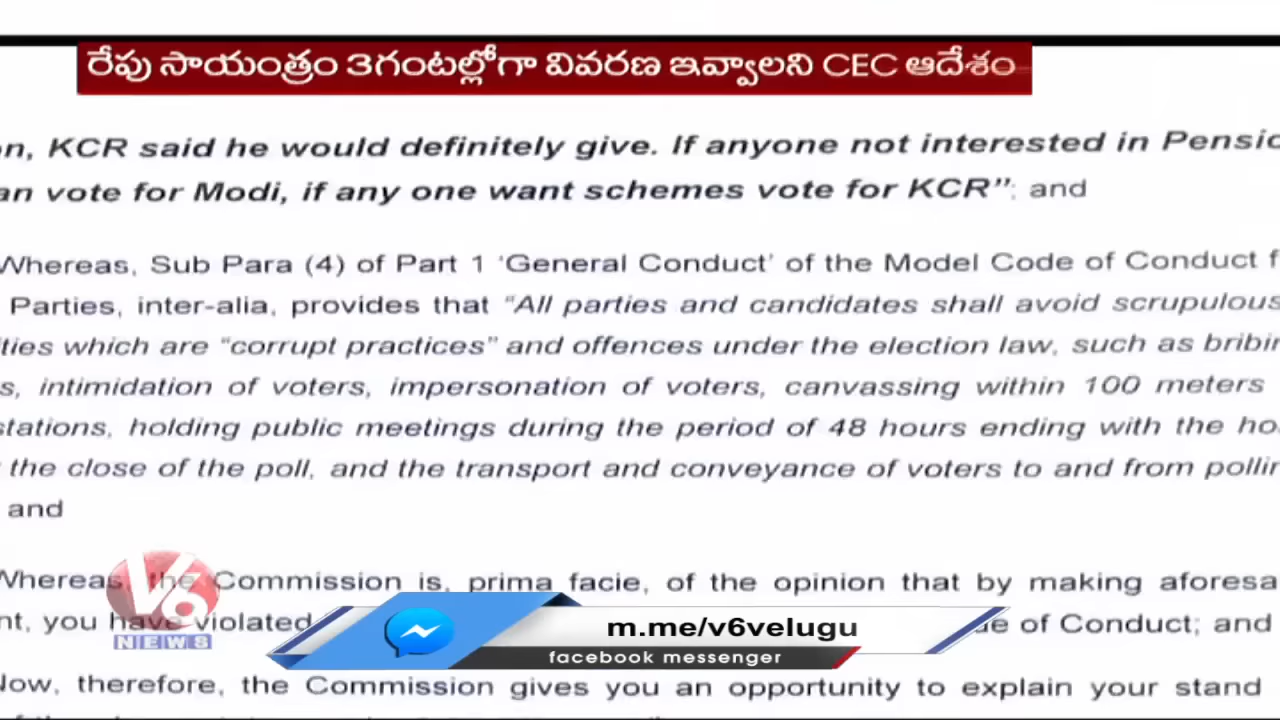 రేపు సాయంత్రం 3గంటల్లోగా వివరణ ఇవ్వాలని CEC ఆదేశం
on, KCR said he would definitely give. If anyone not interested in Pensio
an vote for Modi, if any one want schemes vote for KCR”; and
Whereas, Sub Para (4) of Part 1 ‘General Conduct’ of the Model Code of Conduct f
Parties, inter-alia, provides that “All parties and candidates shall avoid scrupulous
ties which are “corrupt practices” and offences under the election law, such as bribin
s, intimidation of voters, impersonation of voters, canvassing within 100 meters
stations, holding public meetings during the period of 48 hours ending with the ho
the close of the poll, and the transport and conveyance of voters to and from pollin
and
Whereas, the Commission is, prima facie, of the opinion that by making aforesa
nt, you have violated
e of Conduct; and
Now, therefore, the Commission gives you an opportunity to explain your stand
V6
NEWS
m.me/v6velugu
facebook messenger